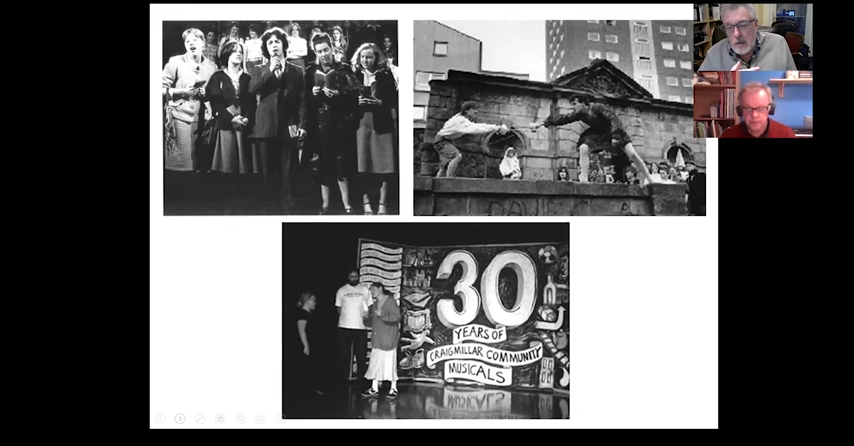 30
YEARS OF
CRAIGMILLAR COMMUNITY
MUSICALS